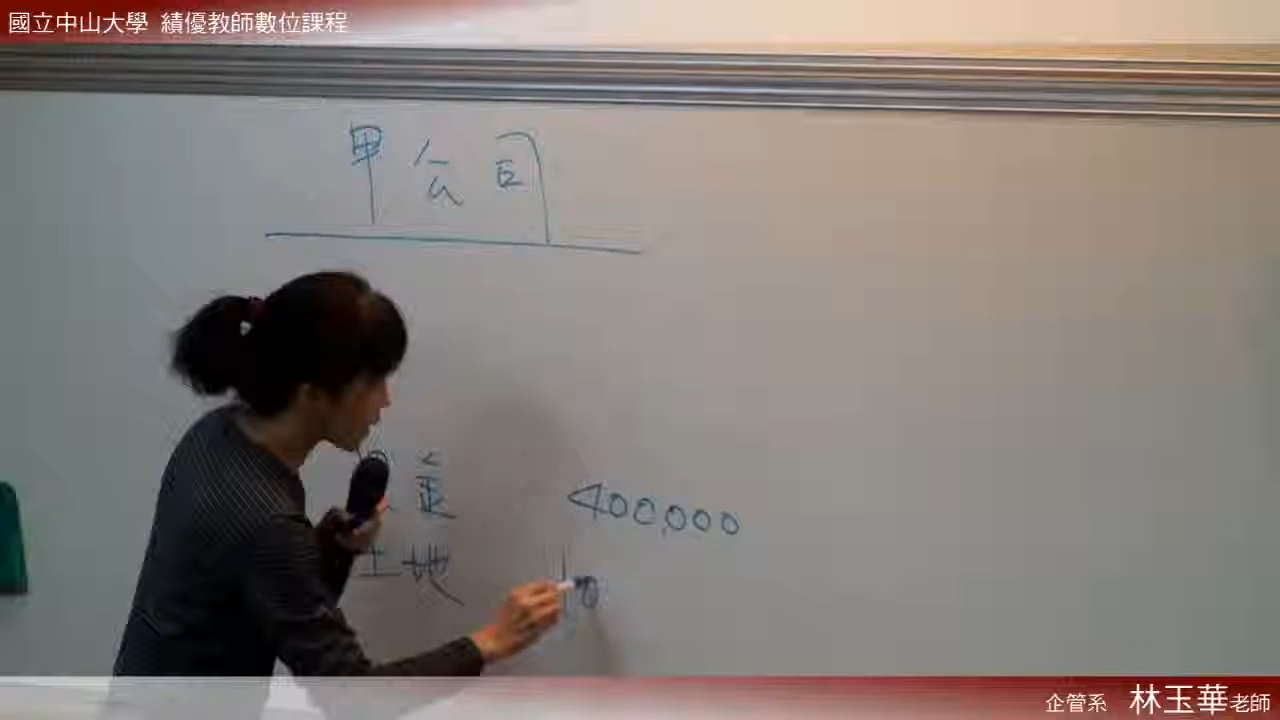 國立中山大學 績優教師數位課程
甲公司
400,000
土地
企管系 林玉華老師